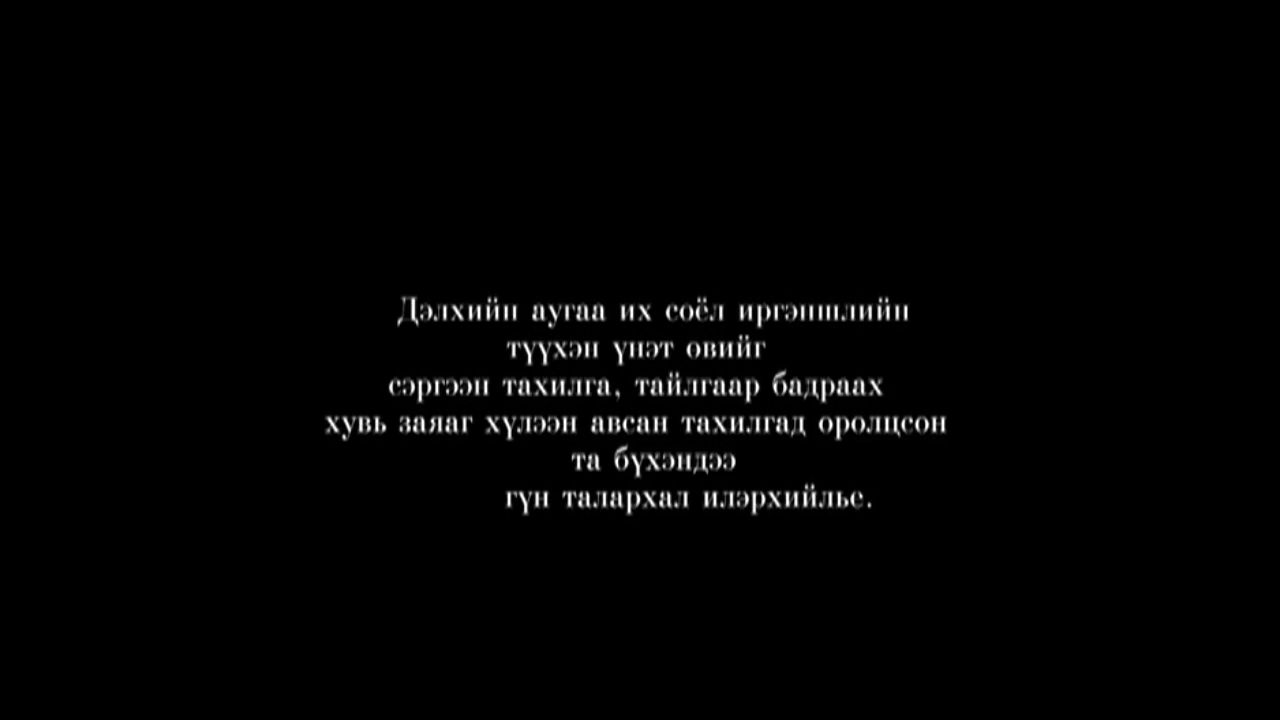 Дэлхийн аугаа их соёл иргэншлийн
түүхэн үнэт өвийг
сэргээн тахилга, тайлгаар бадраах
хувь заяаг хүлээн авсан тахилгад оролцсон
та бүхэндээ
гүн талархал илэрхийлье.